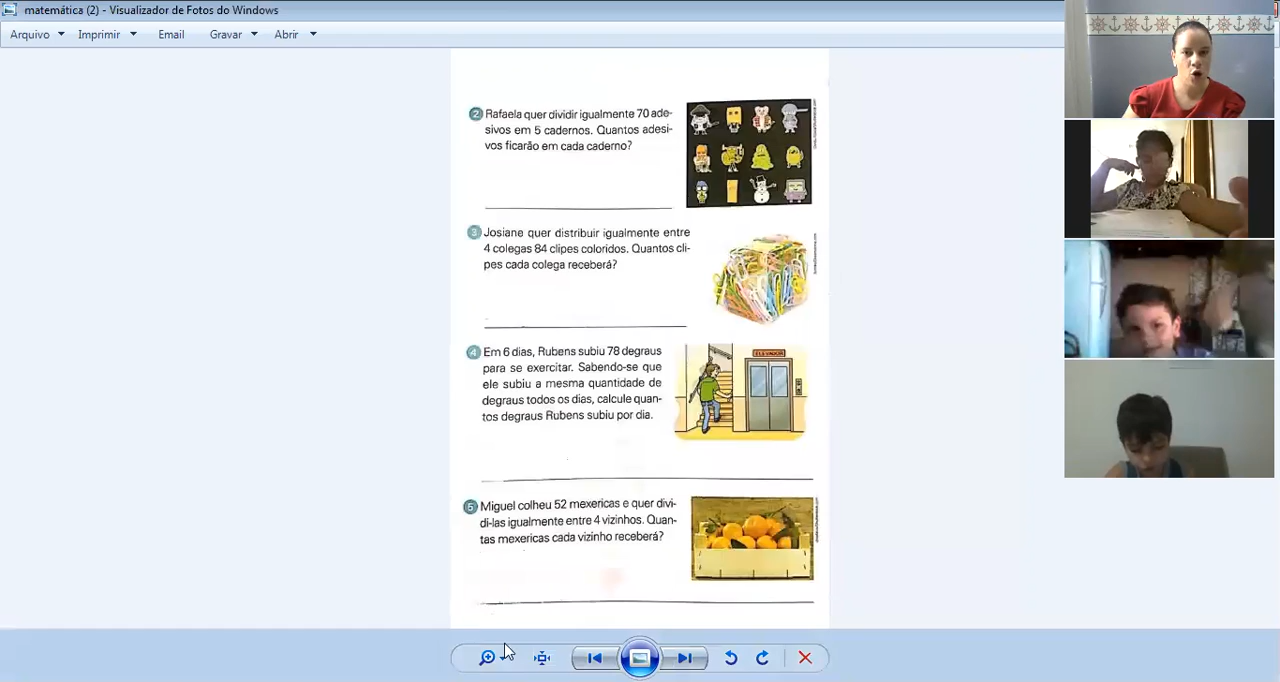 matemática (2) - Visualizador de Fotos do Windows
Arquivo Imprimir Email Gravar Abrir
2 Rafaela quer dividir igualmente 70 ade-
sivos em 5 cadernos. Quantos adesi-
vos ficarão em cada caderno?
3 Josiane quer distribuir igualmente entre
4 colegas 84 clipes coloridos. Quantos cli-
pes cada colega receberá?
4 Em 6 dias, Rubens subiu 78 degraus
para se exercitar. Sabendo-se que
ele subiu a mesma quantidade de
degraus todos os dias, calcule quan-
tos degraus Rubens subiu por dia.
ELEVADOR
5 Miguel colheu 52 mexericas e quer divi-
di-las igualmente entre 4 vizinhos. Quan-
tas mexericas cada vizinho receberá?